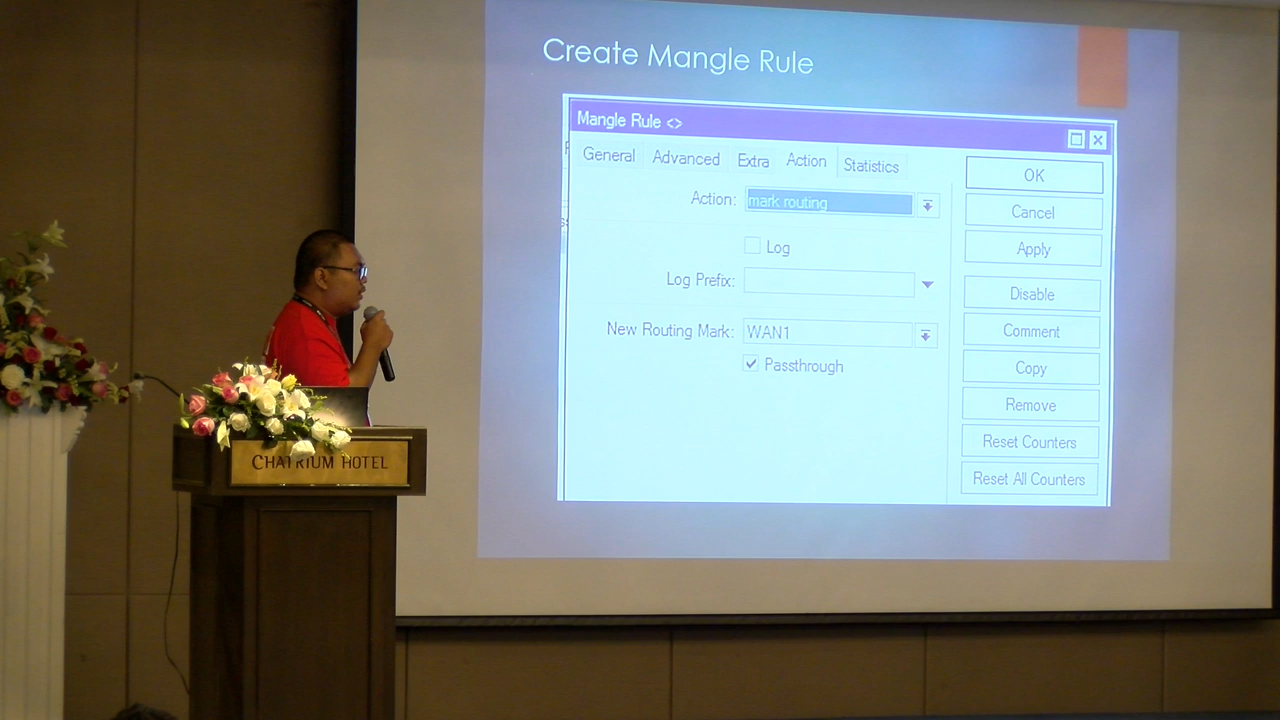 Create Mangle Rule
Mangle Rule <>
General Advanced Extra Action Statistics
Action: mark routing
Log
Log Prefix:
New Routing Mark: WAN1
Passthrough
OK
Cancel
Apply
Disable
Comment
Copy
Remove
Reset Counters
Reset All Counters
CHATRIUM HOTEL